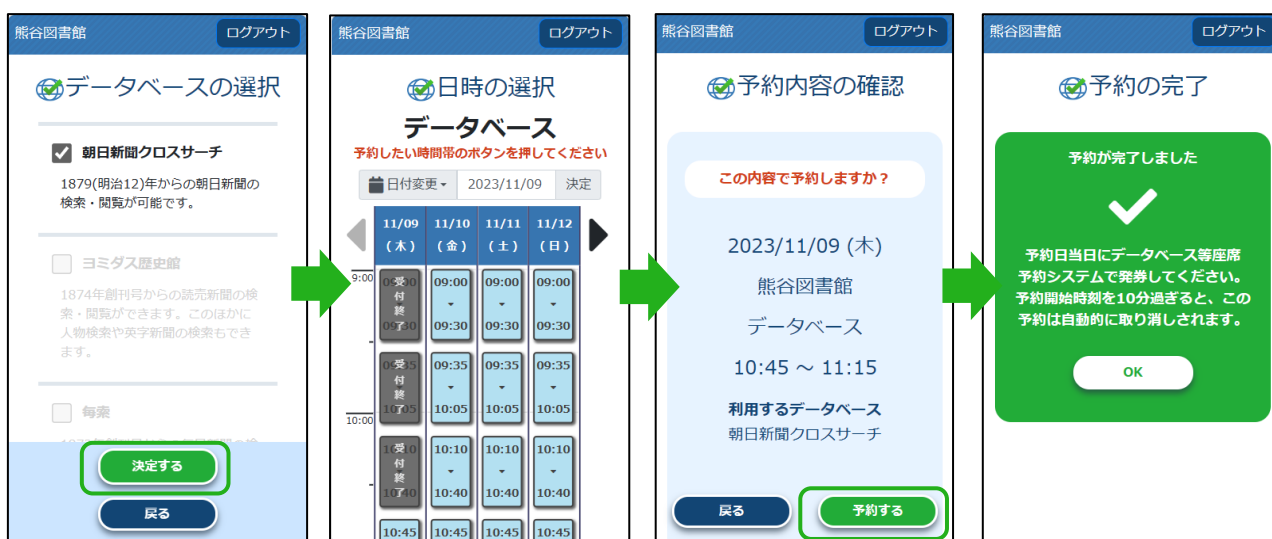 熊谷図書館
ログアウト
データベースの選択
朝日新聞クロスサーチ
1879(明治12)年からの朝日新聞の
検索・閲覧が可能です。
ヨミダス歴史館
1874年創刊号からの読売新聞の検
索・閲覧ができます。このほかに
人物検索や英字新聞の検索もでき
ます。
毎索
決定する
戻る
熊谷図書館
ログアウト
日時の選択
データベース
予約したい時間帯のボタンを押してください
日付変更 2023/11/09 決定
11/09 11/10 11/11 11/12
(木) (金) (土) (日)
9:00
受付終了 09:00 09:00 09:00
- - -
09:30 09:30 09:30
受付終了 09:35 09:35 09:35
- - -
10:05 10:05 10:05
10:00
受付終了 10:10 10:10 10:10
- - -
10:40 10:40 10:40
10:45 10:45 10:45 10:45
熊谷図書館
ログアウト
予約内容の確認
この内容で予約しますか？
2023/11/09 (木)
熊谷図書館
データベース
10:45 ～ 11:15
利用するデータベース
朝日新聞クロスサーチ
戻る
予約する
熊谷図書館
ログアウト
予約の完了
予約が完了しました
予約日当日にデータベース等座席
予約システムで発券してください。
予約開始時刻を10分過ぎると、この
予約は自動的に取り消しされます。
OK